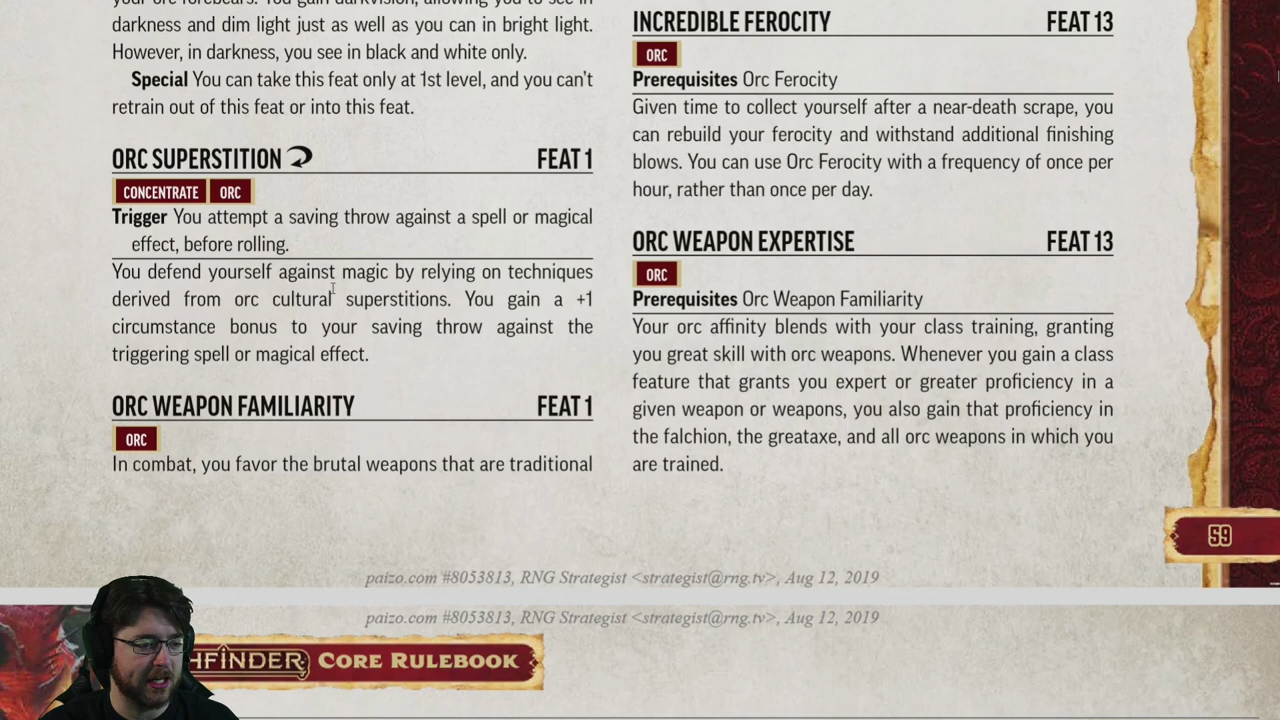 your orc forebears. You gain darkvision, allowing you to see in
darkness and dim light just as well as you can in bright light.
However, in darkness, you see in black and white only.
Special You can take this feat only at 1st level, and you can't
retrain out of this feat or into this feat.
ORC SUPERSTITION FEAT 1
CONCENTRATE ORC
Trigger You attempt a saving throw against a spell or magical
effect, before rolling.
You defend yourself against magic by relying on techniques
derived from orc cultural superstitions. You gain a +1
circumstance bonus to your saving throw against the
triggering spell or magical effect.
ORC WEAPON FAMILIARITY FEAT 1
ORC
In combat, you favor the brutal weapons that are traditional
INCREDIBLE FEROCITY FEAT 13
ORC
Prerequisites Orc Ferocity
Given time to collect yourself after a near-death scrape, you
can rebuild your ferocity and withstand additional finishing
blows. You can use Orc Ferocity with a frequency of once per
hour, rather than once per day.
ORC WEAPON EXPERTISE FEAT 13
ORC
Prerequisites Orc Weapon Familiarity
Your orc affinity blends with your class training, granting
you great skill with orc weapons. Whenever you gain a class
feature that grants you expert or greater proficiency in a
given weapon or weapons, you also gain that proficiency in
the falchion, the greataxe, and all orc weapons in which you
are trained.
59
paizo.com #8053813, RNG Strategist <strategist@rng.tv>, Aug 12, 2019
paizo.com #8053813, RNG Strategist <strategist@rng.tv>, Aug 12, 2019
HFINDER CORE RULEBOOK